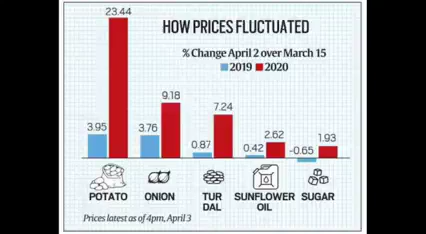 HOW PRICES FLUCTUATED
% Change April 2 over March 15
2019 2020
23.44
3.95
3.76
9.18
0.87
7.24
0.42
2.62
-0.65
1.93
POTATO ONION TUR DAL SUNFLOWER OIL SUGAR
Prices latest as of 4pm, April 3